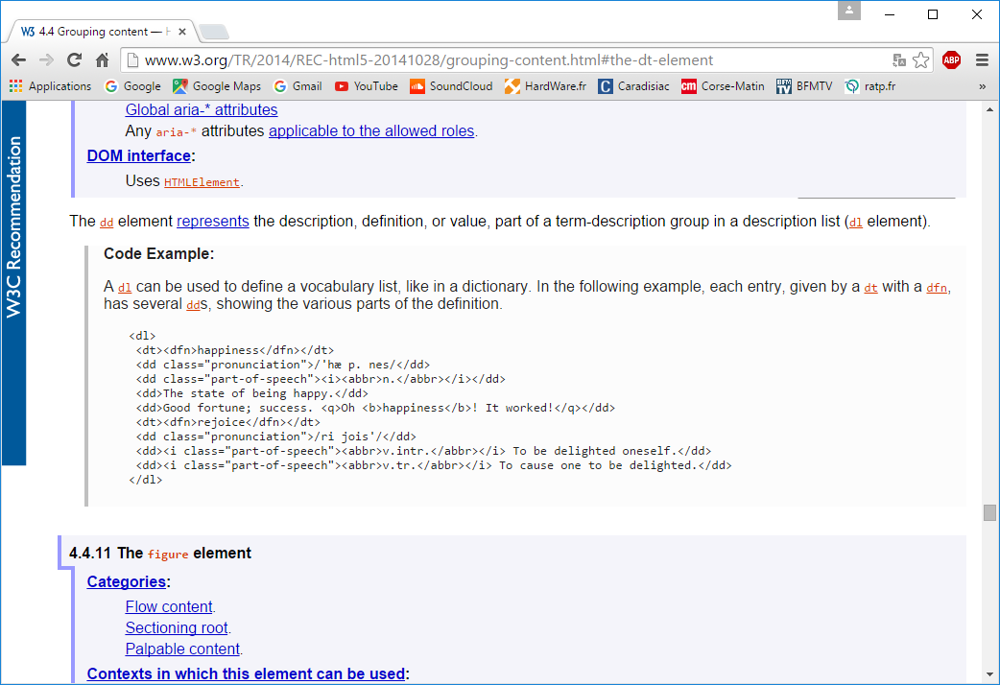 W3 4.4 Grouping content —
www.w3.org/TR/2014/REC-html5-20141028/grouping-content.html#the-dt-element
ABP
Applications Google Google Maps Gmail YouTube SoundCloud HardWare.fr C Caradisiac cm Corse-Matin BFM TV BFMTV ratp.fr »
W3C Recommendation
Global aria-* attributes
Any aria-* attributes applicable to the allowed roles.
DOM interface:
Uses HTMLElement.
The dd element represents the description, definition, or value, part of a term-description group in a description list (dl element).
Code Example:
A dl can be used to define a vocabulary list, like in a dictionary. In the following example, each entry, given by a dt with a dfn,
has several dds, showing the various parts of the definition.
<dl>
<dt><dfn>happiness</dfn></dt>
<dd class="pronunciation">/'hæ p. nes/</dd>
<dd class="part-of-speech"><i><abbr>n.</abbr></i></dd>
<dd>The state of being happy.</dd>
<dd>Good fortune; success. <q>Oh <b>happiness</b>! It worked!</q></dd>
<dt><dfn>rejoice</dfn></dt>
<dd class="pronunciation">/ri jois'/</dd>
<dd><i class="part-of-speech"><abbr>v.intr.</abbr></i> To be delighted oneself.</dd>
<dd><i class="part-of-speech"><abbr>v.tr.</abbr></i> To cause one to be delighted.</dd>
</dl>
4.4.11 The figure element
Categories:
Flow content.
Sectioning root.
Palpable content.
Contexts in which this element can be used: